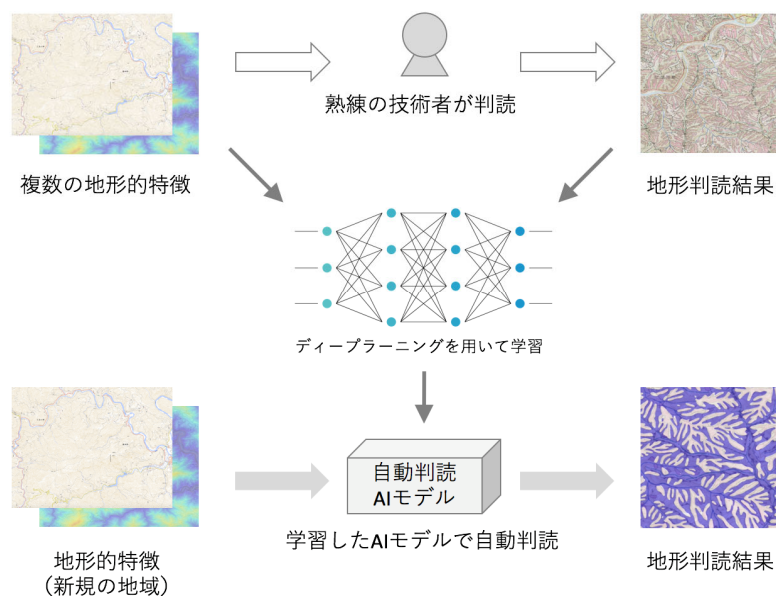 熟練の技術者が判読
複数の地形的特徴
地形判読結果
ディープラーニングを用いて学習
自動判読
AIモデル
学習したAIモデルで自動判読
地形的特徴
（新規の地域）
地形判読結果